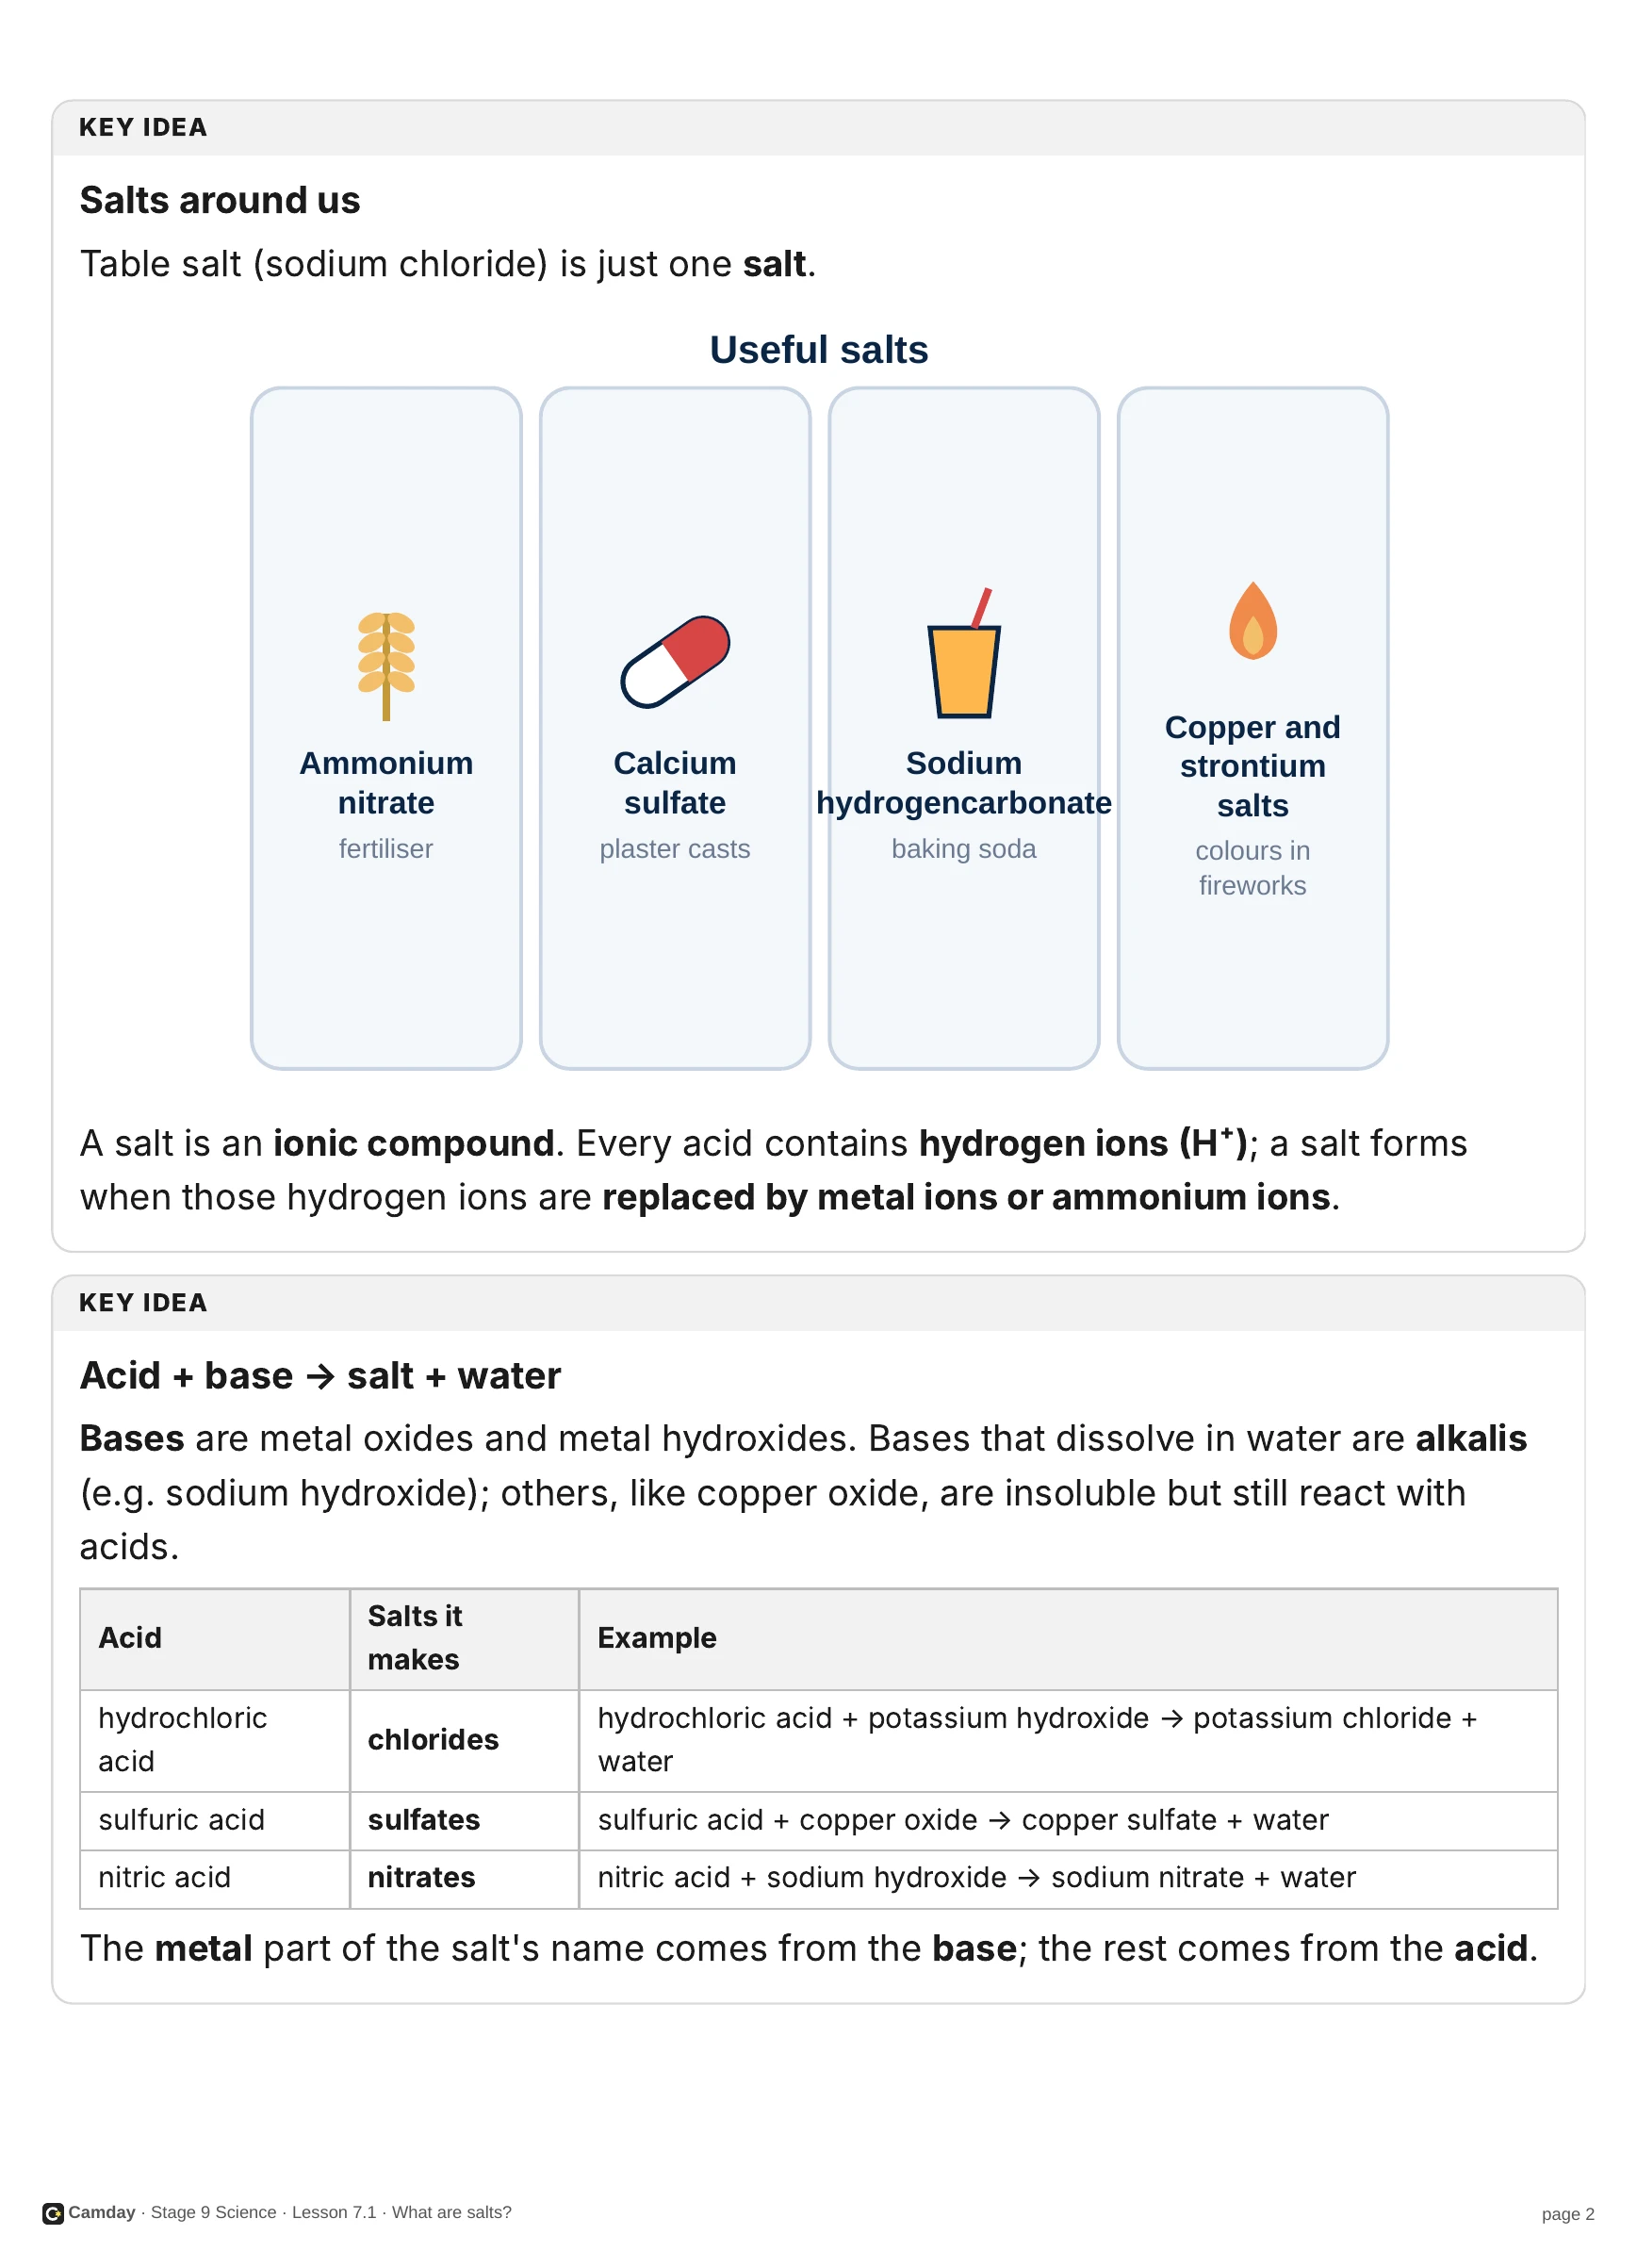 KEY IDEA
Salts around us
Table salt (sodium chloride) is just one salt.
Useful salts
Ammonium
nitrate
fertiliser
Calcium
sulfate
plaster casts
Sodium
hydrogencarbonate
baking soda
Copper and
strontium
salts
colours in
fireworks
A salt is an ionic compound. Every acid contains hydrogen ions (H⁺); a salt forms
when those hydrogen ions are replaced by metal ions or ammonium ions.
KEY IDEA
Acid + base → salt + water
Bases are metal oxides and metal hydroxides. Bases that dissolve in water are alkalis
(e.g. sodium hydroxide); others, like copper oxide, are insoluble but still react with
acids.
Acid
Salts it
makes
Example
hydrochloric
acid
chlorides
hydrochloric acid + potassium hydroxide → potassium chloride +
water
sulfuric acid
sulfates
sulfuric acid + copper oxide → copper sulfate + water
nitric acid
nitrates
nitric acid + sodium hydroxide → sodium nitrate + water
The metal part of the salt's name comes from the base; the rest comes from the acid.
Camday · Stage 9 Science · Lesson 7.1 · What are salts?
page 2